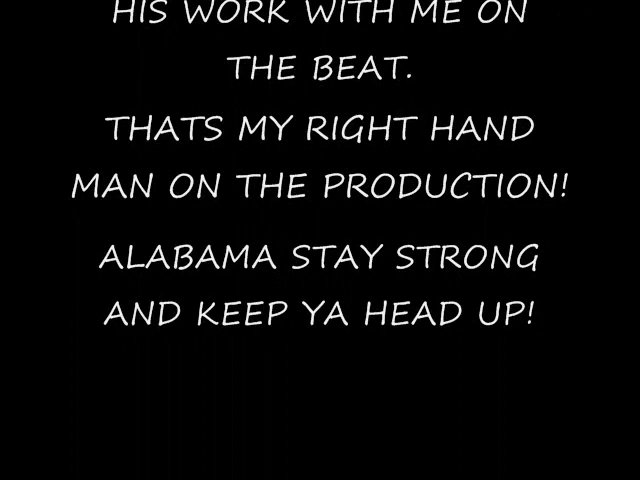 HIS WORK WITH ME ON
THE BEAT.
THATS MY RIGHT HAND
MAN ON THE PRODUCTION!
ALABAMA STAY STRONG
AND KEEP YA HEAD UP!